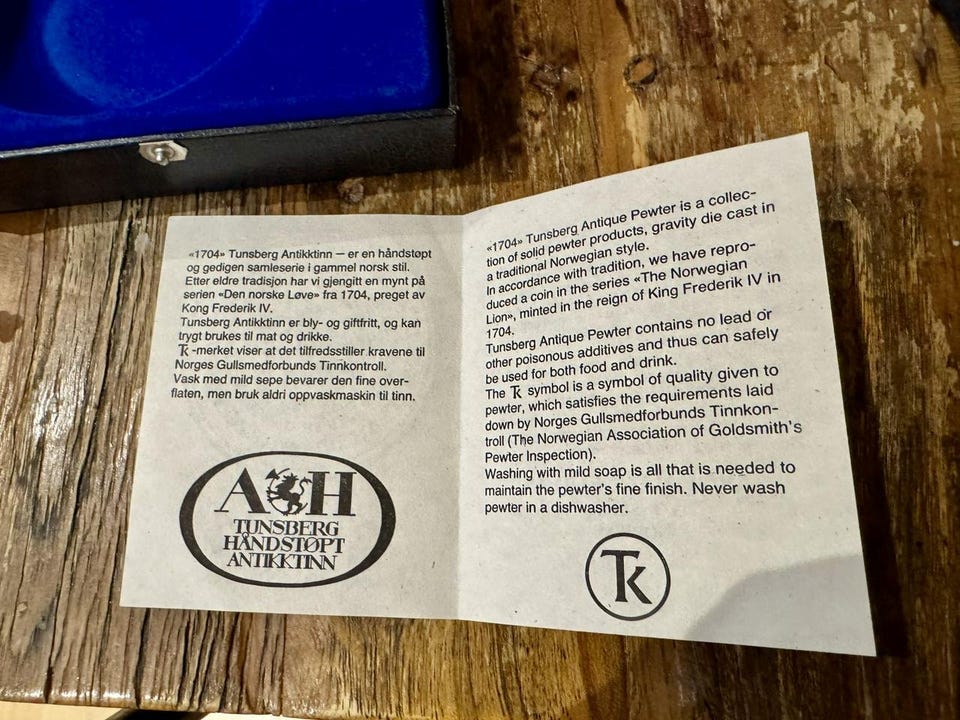 «1704» Tunsberg Antikktinn — er en håndstøpt
og gedigen samleserie i gammel norsk stil.
Etter eldre tradisjon har vi gjengitt en mynt på
serien «Den norske Løve» fra 1704, preget av
Kong Frederik IV.
Tunsberg Antikktinn er bly- og giftfritt, og kan
trygt brukes til mat og drikke.
Tk -merket viser at det tilfredsstiller kravene til
Norges Gullsmedforbunds Tinnkontroll.
Vask med mild sepe bevarer den fine over-
flaten, men bruk aldri oppvaskmaskin til tinn.
A H
TUNSBERG
HÅNDSTØPT
ANTIKKTINN
«1704» Tunsberg Antique Pewter is a collec-
tion of solid pewter products, gravity die cast in
a traditional Norwegian style.
In accordance with tradition, we have repro-
duced a coin in the series «The Norwegian
Lion», minted in the reign of King Frederik IV in
1704.
Tunsberg Antique Pewter contains no lead or
other poisonous additives and thus can safely
be used for both food and drink.
The Tk symbol is a symbol of quality given to
pewter, which satisfies the requirements laid
down by Norges Gullsmedforbunds Tinnkon-
troll (The Norwegian Association of Goldsmith's
Pewter Inspection).
Washing with mild soap is all that is needed to
maintain the pewter's fine finish. Never wash
pewter in a dishwasher.
Tk